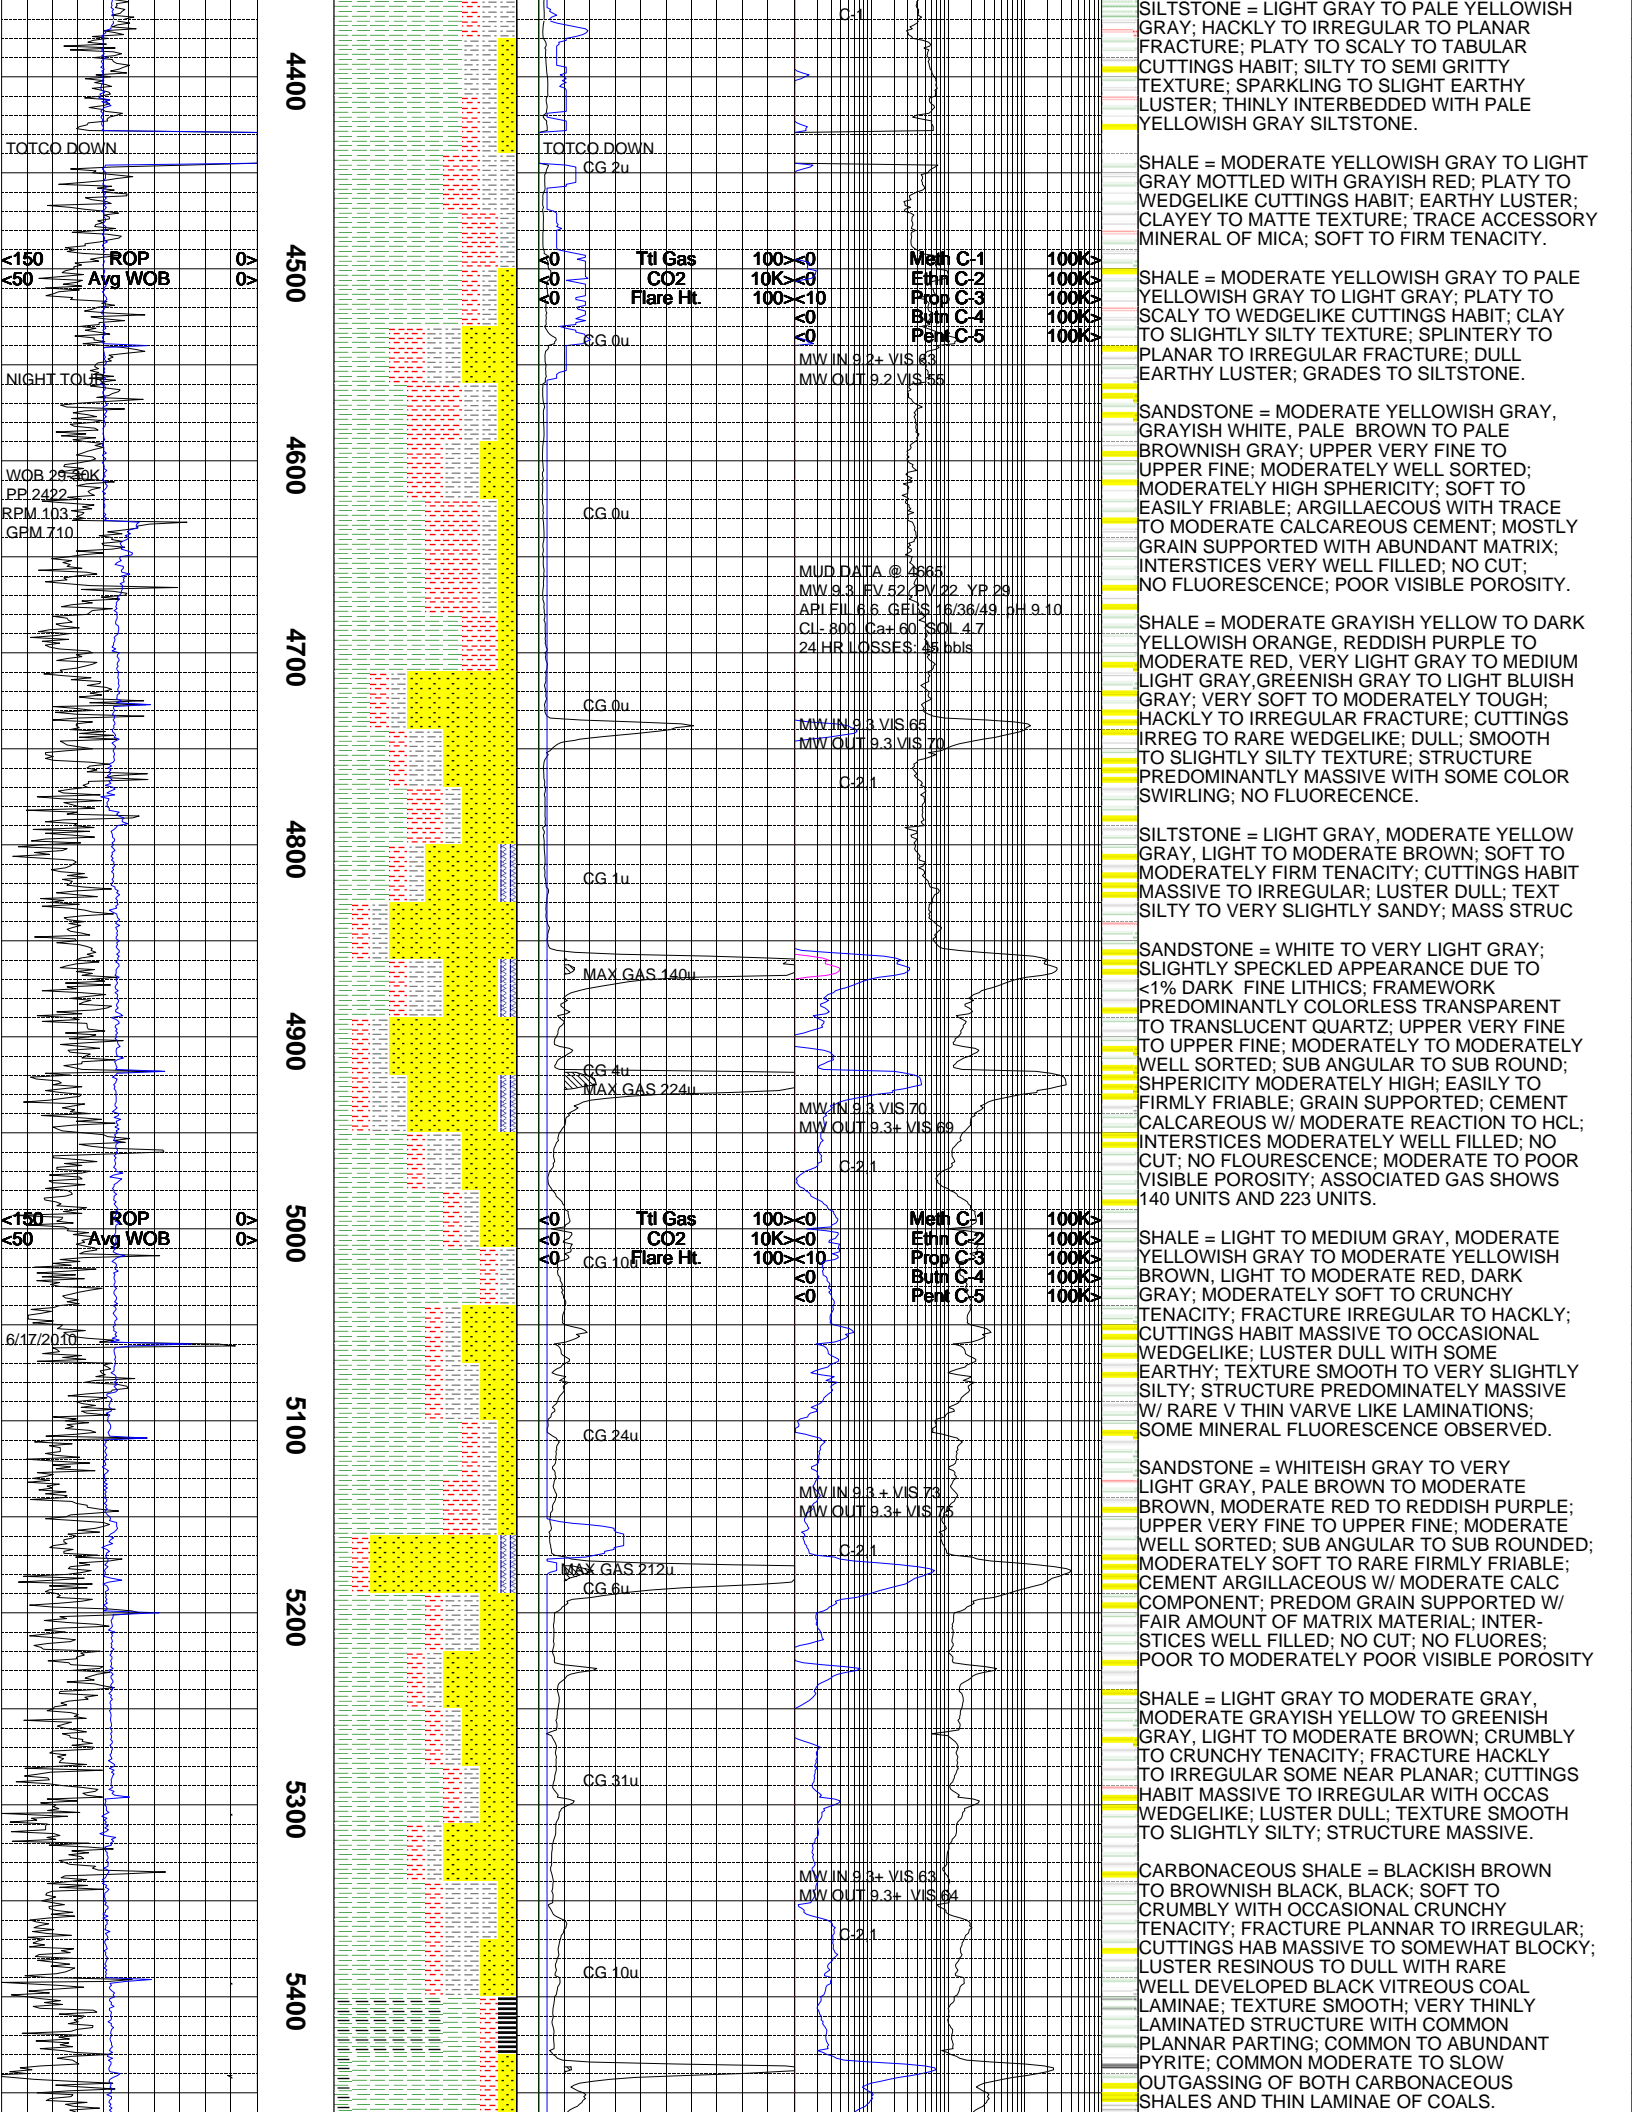 C-1
TOTCO DOWN
TOTCO DOWN
CG 2u
<150 ROP 0>
<50 Avg WOB 0>
<0 Ttl Gas 100>
<0 CO2 10K<
<0 Flare Ht. 100>
<0 Meth C-1 100K>
<0 Ethn C-2 100K>
<10 Prop C-3 100K>
<0 Butn C-4 100K>
<0 Pent C-5 100K>
CG 0u
MW IN 9.2+ VIS 63
MW OUT 9.2 VIS 55
NIGHT TOUR
WOB 29-30K
PP 2422
RPM 103
GPM 710
CG 0u
MUD DATA @ 4665
MW 9.3 FV 52 PV 22 YP 29
API FIL 6.6 GELS 16/36/49 pH 9.10
CL- 800 Ca+ 60 SOL 4.7
24 HR LOSSES: 45 bbls
CG 0u
MW IN 9.3 VIS 65
MW OUT 9.3 VIS 70
C-2.1
CG 1u
MAX GAS 140u
CG 4u
MAX GAS 224u
MW IN 9.3 VIS 70
MW OUT 9.3+ VIS 69
C-2.1
<150 ROP 0>
<50 Avg WOB 0>
<0 Ttl Gas 100>
<0 CO2 10K<
<0 Flare Ht. 100>
<0 Meth C-1 100K>
<0 Ethn C-2 100K>
<10 Prop C-3 100K>
<0 Butn C-4 100K>
<0 Pent C-5 100K>
CG 10u
6/17/2010
CG 24u
MW IN 9.3 + VIS 73
MW OUT 9.3+ VIS 75
C-2.1
MAX GAS 212u
CG 6u
CG 31u
MW IN 9.3+ VIS 63
MW OUT 9.3+ VIS 64
C-2.1
CG 10u
4400
4500
4600
4700
4800
4900
5000
5100
5200
5300
5400
SILTSTONE = LIGHT GRAY TO PALE YELLOWISH
GRAY; HACKLY TO IRREGULAR TO PLANAR
FRACTURE; PLATY TO SCALY TO TABULAR
CUTTINGS HABIT; SILTY TO SEMI GRITTY
TEXTURE; SPARKLING TO SLIGHT EARTHY
LUSTER; THINLY INTERBEDDED WITH PALE
YELLOWISH GRAY SILTSTONE.
SHALE = MODERATE YELLOWISH GRAY TO LIGHT
GRAY MOTTLED WITH GRAYISH RED; PLATY TO
WEDGELIKE CUTTINGS HABIT; EARTHY LUSTER;
CLAYEY TO MATTE TEXTURE; TRACE ACCESSORY
MINERAL OF MICA; SOFT TO FIRM TENACITY.
SHALE = MODERATE YELLOWISH GRAY TO PALE
YELLOWISH GRAY TO LIGHT GRAY; PLATY TO
SCALY TO WEDGELIKE CUTTINGS HABIT; CLAY
TO SLIGHTLY SILTY TEXTURE; SPLINTERY TO
PLANAR TO IRREGULAR FRACTURE; DULL
EARTHY LUSTER; GRADES TO SILTSTONE.
SANDSTONE = MODERATE YELLOWISH GRAY,
GRAYISH WHITE, PALE BROWN TO PALE
BROWNISH GRAY; UPPER VERY FINE TO
UPPER FINE; MODERATELY WELL SORTED;
MODERATELY HIGH SPHERICITY; SOFT TO
EASILY FRIABLE; ARGILLAECOUS WITH TRACE
TO MODERATE CALCAREOUS CEMENT; MOSTLY
GRAIN SUPPORTED WITH ABUNDANT MATRIX;
INTERSTICES VERY WELL FILLED; NO CUT;
NO FLUORESCENCE; POOR VISIBLE POROSITY.
SHALE = MODERATE GRAYISH YELLOW TO DARK
YELLOWISH ORANGE, REDDISH PURPLE TO
MODERATE RED, VERY LIGHT GRAY TO MEDIUM
LIGHT GRAY,GREENISH GRAY TO LIGHT BLUISH
GRAY; VERY SOFT TO MODERATELY TOUGH;
HACKLY TO IRREGULAR FRACTURE; CUTTINGS
IRREG TO RARE WEDGELIKE; DULL; SMOOTH
TO SLIGHTLY SILTY TEXTURE; STRUCTURE
PREDOMINANTLY MASSIVE WITH SOME COLOR
SWIRLING; NO FLUORECENCE.
SILTSTONE = LIGHT GRAY, MODERATE YELLOW
GRAY, LIGHT TO MODERATE BROWN; SOFT TO
MODERATELY FIRM TENACITY; CUTTINGS HABIT
MASSIVE TO IRREGULAR; LUSTER DULL; TEXT
SILTY TO VERY SLIGHTLY SANDY; MASS STRUC
SANDSTONE = WHITE TO VERY LIGHT GRAY;
SLIGHTLY SPECKLED APPEARANCE DUE TO
<1% DARK FINE LITHICS; FRAMEWORK
PREDOMINANTLY COLORLESS TRANSPARENT
TO TRANSLUCENT QUARTZ; UPPER VERY FINE
TO UPPER FINE; MODERATELY TO MODERATELY
WELL SORTED; SUB ANGULAR TO SUB ROUND;
SHPERICITY MODERATELY HIGH; EASILY TO
FIRMLY FRIABLE; GRAIN SUPPORTED; CEMENT
CALCAREOUS W/ MODERATE REACTION TO HCL;
INTERSTICES MODERATELY WELL FILLED; NO
CUT; NO FLOURESCENCE; MODERATE TO POOR
VISIBLE POROSITY; ASSOCIATED GAS SHOWS
140 UNITS AND 223 UNITS.
SHALE = LIGHT TO MEDIUM GRAY, MODERATE
YELLOWISH GRAY TO MODERATE YELLOWISH
BROWN, LIGHT TO MODERATE RED, DARK
GRAY; MODERATELY SOFT TO CRUNCHY
TENACITY; FRACTURE IRREGULAR TO HACKLY;
CUTTINGS HABIT MASSIVE TO OCCASIONAL
WEDGELIKE; LUSTER DULL WITH SOME
EARTHY; TEXTURE SMOOTH TO VERY SLIGHTLY
SILTY; STRUCTURE PREDOMINATELY MASSIVE
W/ RARE V THIN VARVE LIKE LAMINATIONS;
SOME MINERAL FLUORESCENCE OBSERVED.
SANDSTONE = WHITEISH GRAY TO VERY
LIGHT GRAY, PALE BROWN TO MODERATE
BROWN, MODERATE RED TO REDDISH PURPLE;
UPPER VERY FINE TO UPPER FINE; MODERATE
WELL SORTED; SUB ANGULAR TO SUB ROUNDED;
MODERATELY SOFT TO RARE FIRMLY FRIABLE;
CEMENT ARGILLACEOUS W/ MODERATE CALC
COMPONENT; PREDOM GRAIN SUPPORTED W/
FAIR AMOUNT OF MATRIX MATERIAL; INTER-
STICES WELL FILLED; NO CUT; NO FLUORES;
POOR TO MODERATELY POOR VISIBLE POROSITY
SHALE = LIGHT GRAY TO MODERATE GRAY,
MODERATE GRAYISH YELLOW TO GREENISH
GRAY, LIGHT TO MODERATE BROWN; CRUMBLY
TO CRUNCHY TENACITY; FRACTURE HACKLY
TO IRREGULAR SOME NEAR PLANAR; CUTTINGS
HABIT MASSIVE TO IRREGULAR WITH OCCAS
WEDGELIKE; LUSTER DULL; TEXTURE SMOOTH
TO SLIGHTLY SILTY; STRUCTURE MASSIVE.
CARBONACEOUS SHALE = BLACKISH BROWN
TO BROWNISH BLACK, BLACK; SOFT TO
CRUMBLY WITH OCCASIONAL CRUNCHY
TENACITY; FRACTURE PLANNAR TO IRREGULAR;
CUTTINGS HAB MASSIVE TO SOMEWHAT BLOCKY;
LUSTER RESINOUS TO DULL WITH RARE
WELL DEVELOPED BLACK VITREOUS COAL
LAMINAE; TEXTURE SMOOTH; VERY THINLY
LAMINATED STRUCTURE WITH COMMON
PLANNAR PARTING; COMMON TO ABUNDANT
PYRITE; COMMON MODERATE TO SLOW
OUTGASSING OF BOTH CARBONACEOUS
SHALES AND THIN LAMINAE OF COALS.